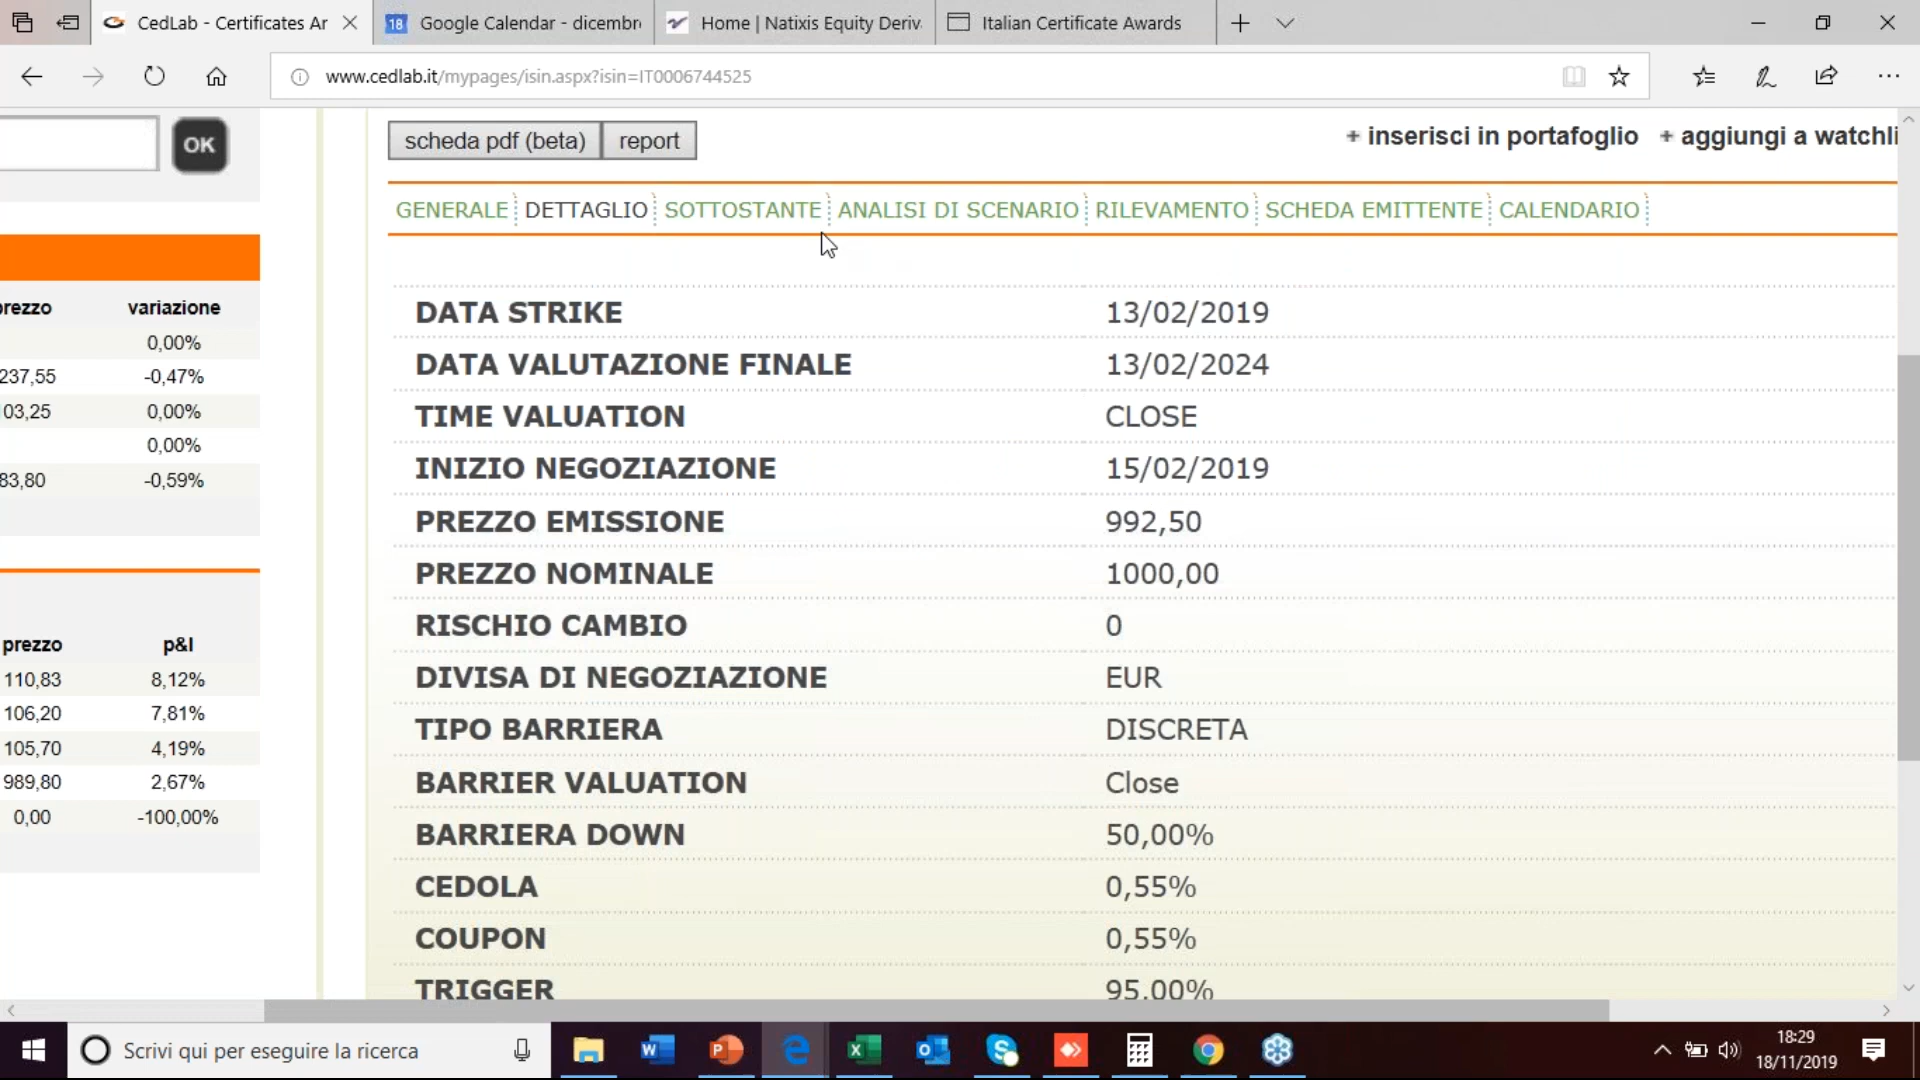 CedLab - Certificates Ar
18 Google Calendar - dicembre
Home | Natixis Equity Deriv
Italian Certificate Awards
www.cedlab.it/mypages/isin.aspx?isin=IT0006744525
OK
scheda pdf (beta) report
+ inserisci in portafoglio + aggiungi a watchli
GENERALE DETTAGLIO SOTTOSTANTE ANALISI DI SCENARIO RILEVAMENTO SCHEDA EMITTENTE CALENDARIO
prezzo variazione
0,00%
237,55 -0,47%
03,25 0,00%
0,00%
83,80 -0,59%
prezzo p&l
110,83 8,12%
106,20 7,81%
105,70 4,19%
989,80 2,67%
0,00 -100,00%
DATA STRIKE 13/02/2019
DATA VALUTAZIONE FINALE 13/02/2024
TIME VALUATION CLOSE
INIZIO NEGOZIAZIONE 15/02/2019
PREZZO EMISSIONE 992,50
PREZZO NOMINALE 1000,00
RISCHIO CAMBIO 0
DIVISA DI NEGOZIAZIONE EUR
TIPO BARRIERA DISCRETA
BARRIER VALUATION Close
BARRIERA DOWN 50,00%
CEDOLA 0,55%
COUPON 0,55%
TRIGGER 95,00%
Scrivi qui per eseguire la ricerca
18:29
18/11/2019